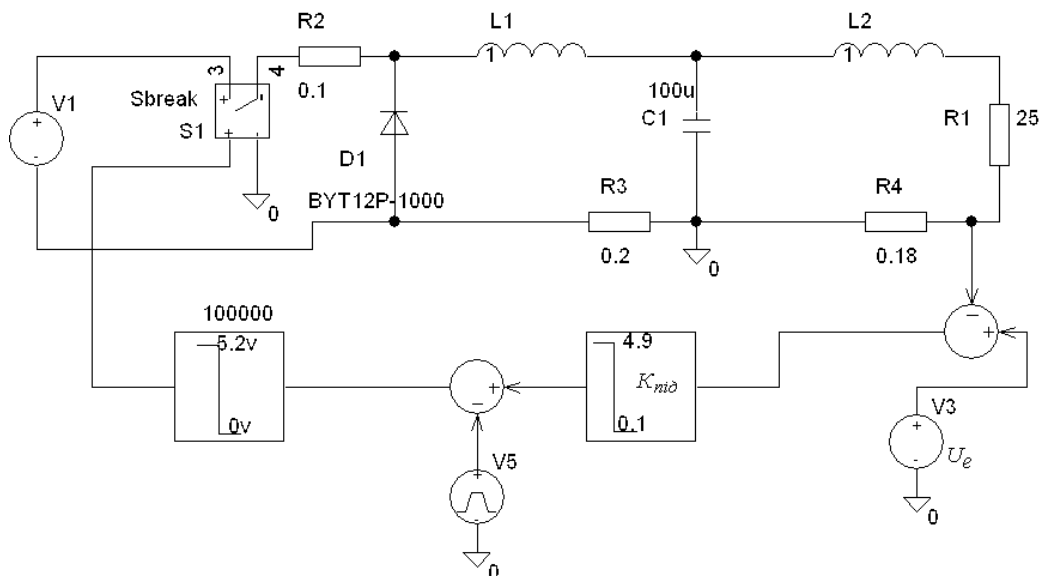 R2
L1
L2
3
4
1
1
V1
Sbreak
0.1
100u
S1
C1
R1
25
D1
0
BYT12P-1000
R3
R4
0.2
0
0.18
100000
5.2v
4.9
K підо
0v
0.1
V3
V5
U e
0
0